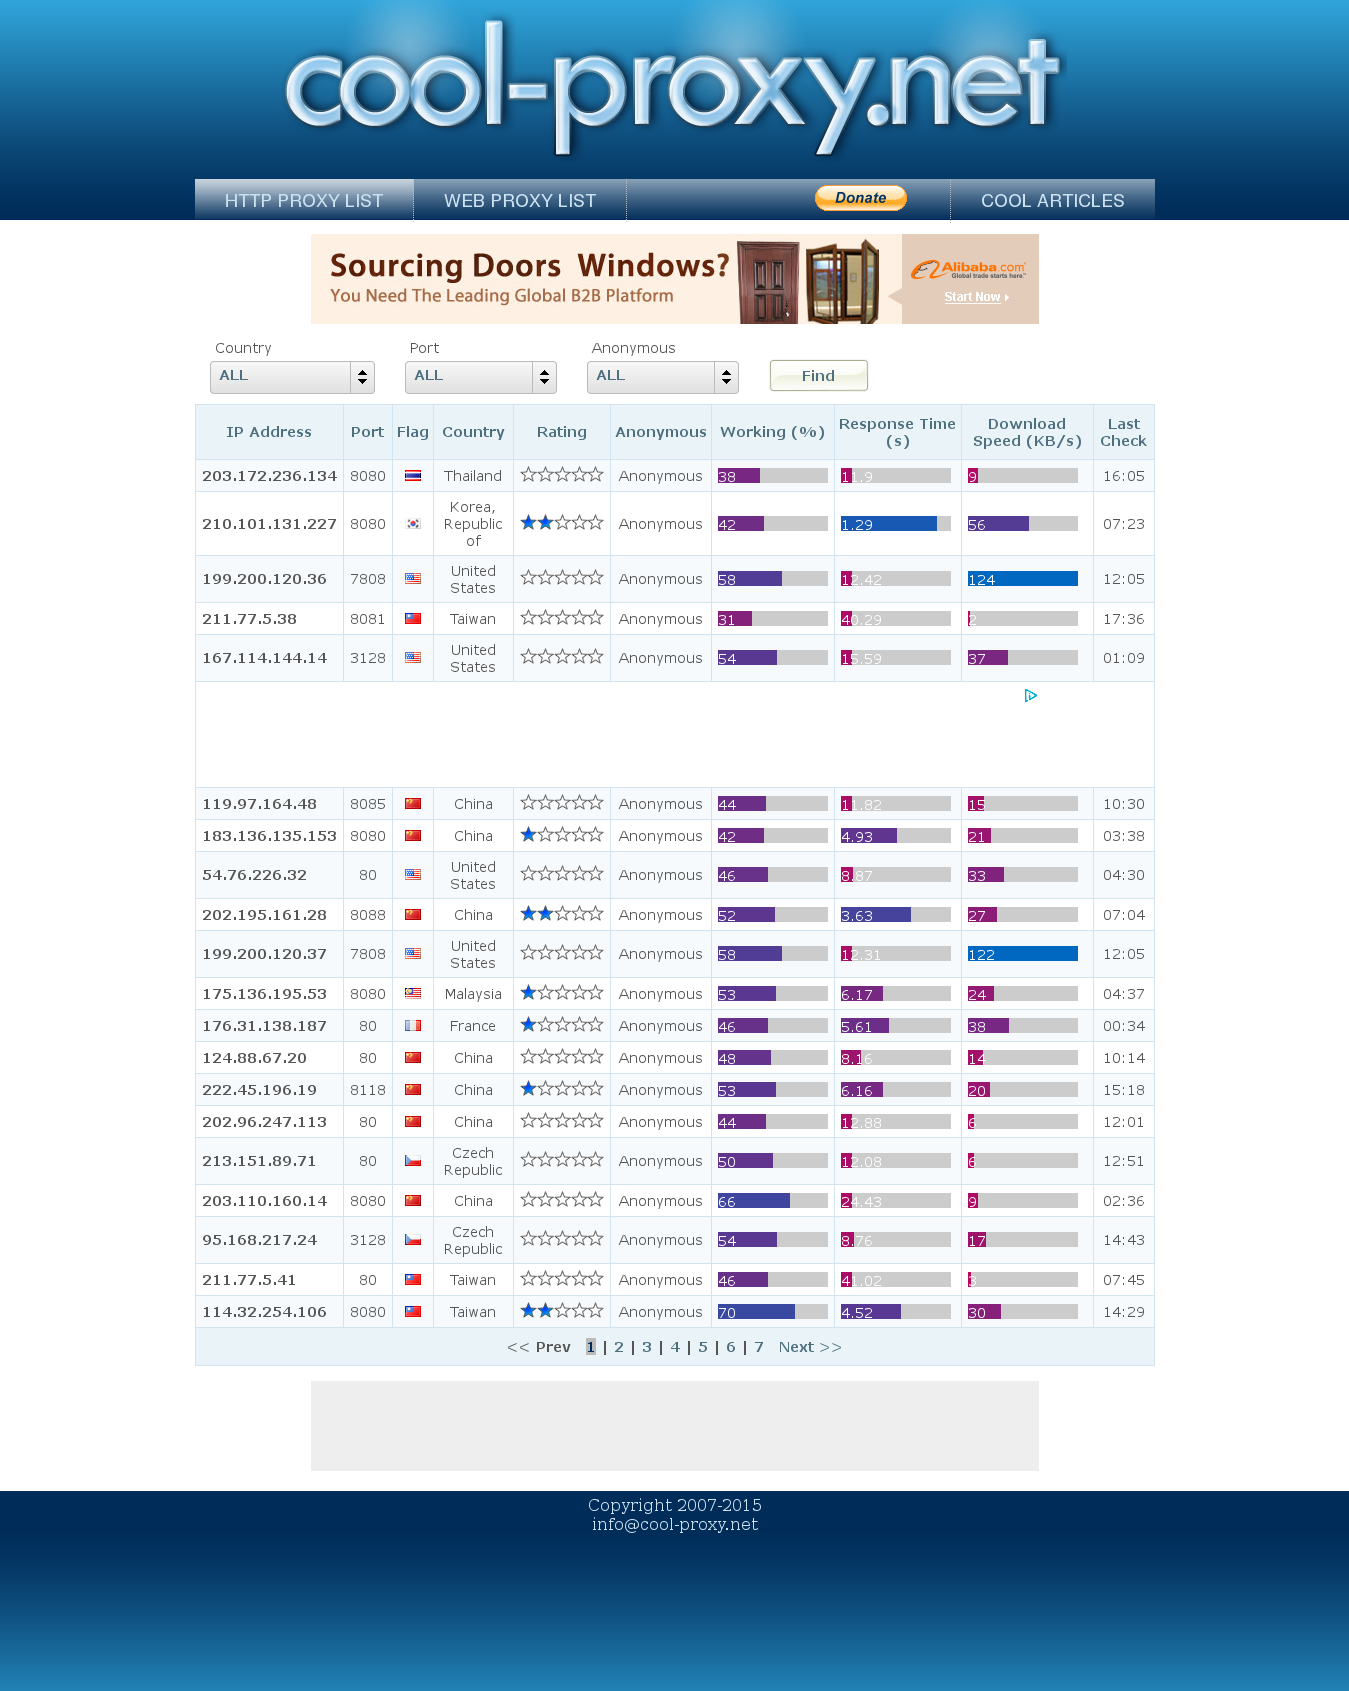 cool-proxy.net
HTTP PROXY LIST WEB PROXY LIST Donate COOL ARTICLES
Sourcing Doors Windows?
You Need The Leading Global B2B Platform
Alibaba.com
Global trade starts here.™
Start Now
Country Port Anonymous
ALL ALL ALL Find
IP Address Port Flag Country Rating Anonymous Working (%) Response Time (s) Download Speed (KB/s) Last Check
203.172.236.134 8080 Thailand Anonymous 38 11.9 9 16:05
210.101.131.227 8080 Korea, Republic of Anonymous 42 1.29 56 07:23
199.200.120.36 7808 United States Anonymous 58 12.42 124 12:05
211.77.5.38 8081 Taiwan Anonymous 31 40.29 2 17:36
167.114.144.14 3128 United States Anonymous 54 15.59 37 01:09
119.97.164.48 8085 China Anonymous 44 11.82 15 10:30
183.136.135.153 8080 China Anonymous 42 4.93 21 03:38
54.76.226.32 80 United States Anonymous 46 8.87 33 04:30
202.195.161.28 8088 China Anonymous 52 3.63 27 07:04
199.200.120.37 7808 United States Anonymous 58 12.31 122 12:05
175.136.195.53 8080 Malaysia Anonymous 53 6.17 24 04:37
176.31.138.187 80 France Anonymous 46 5.61 38 00:34
124.88.67.20 80 China Anonymous 48 8.16 14 10:14
222.45.196.19 8118 China Anonymous 53 6.16 20 15:18
202.96.247.113 80 China Anonymous 44 12.88 6 12:01
213.151.89.71 80 Czech Republic Anonymous 50 12.08 6 12:51
203.110.160.14 8080 China Anonymous 66 24.43 9 02:36
95.168.217.24 3128 Czech Republic Anonymous 54 8.76 17 14:43
211.77.5.41 80 Taiwan Anonymous 46 41.02 3 07:45
114.32.254.106 8080 Taiwan Anonymous 70 4.52 30 14:29
<< Prev 1 | 2 | 3 | 4 | 5 | 6 | 7 Next >>
Copyright 2007-2015
info@cool-proxy.net